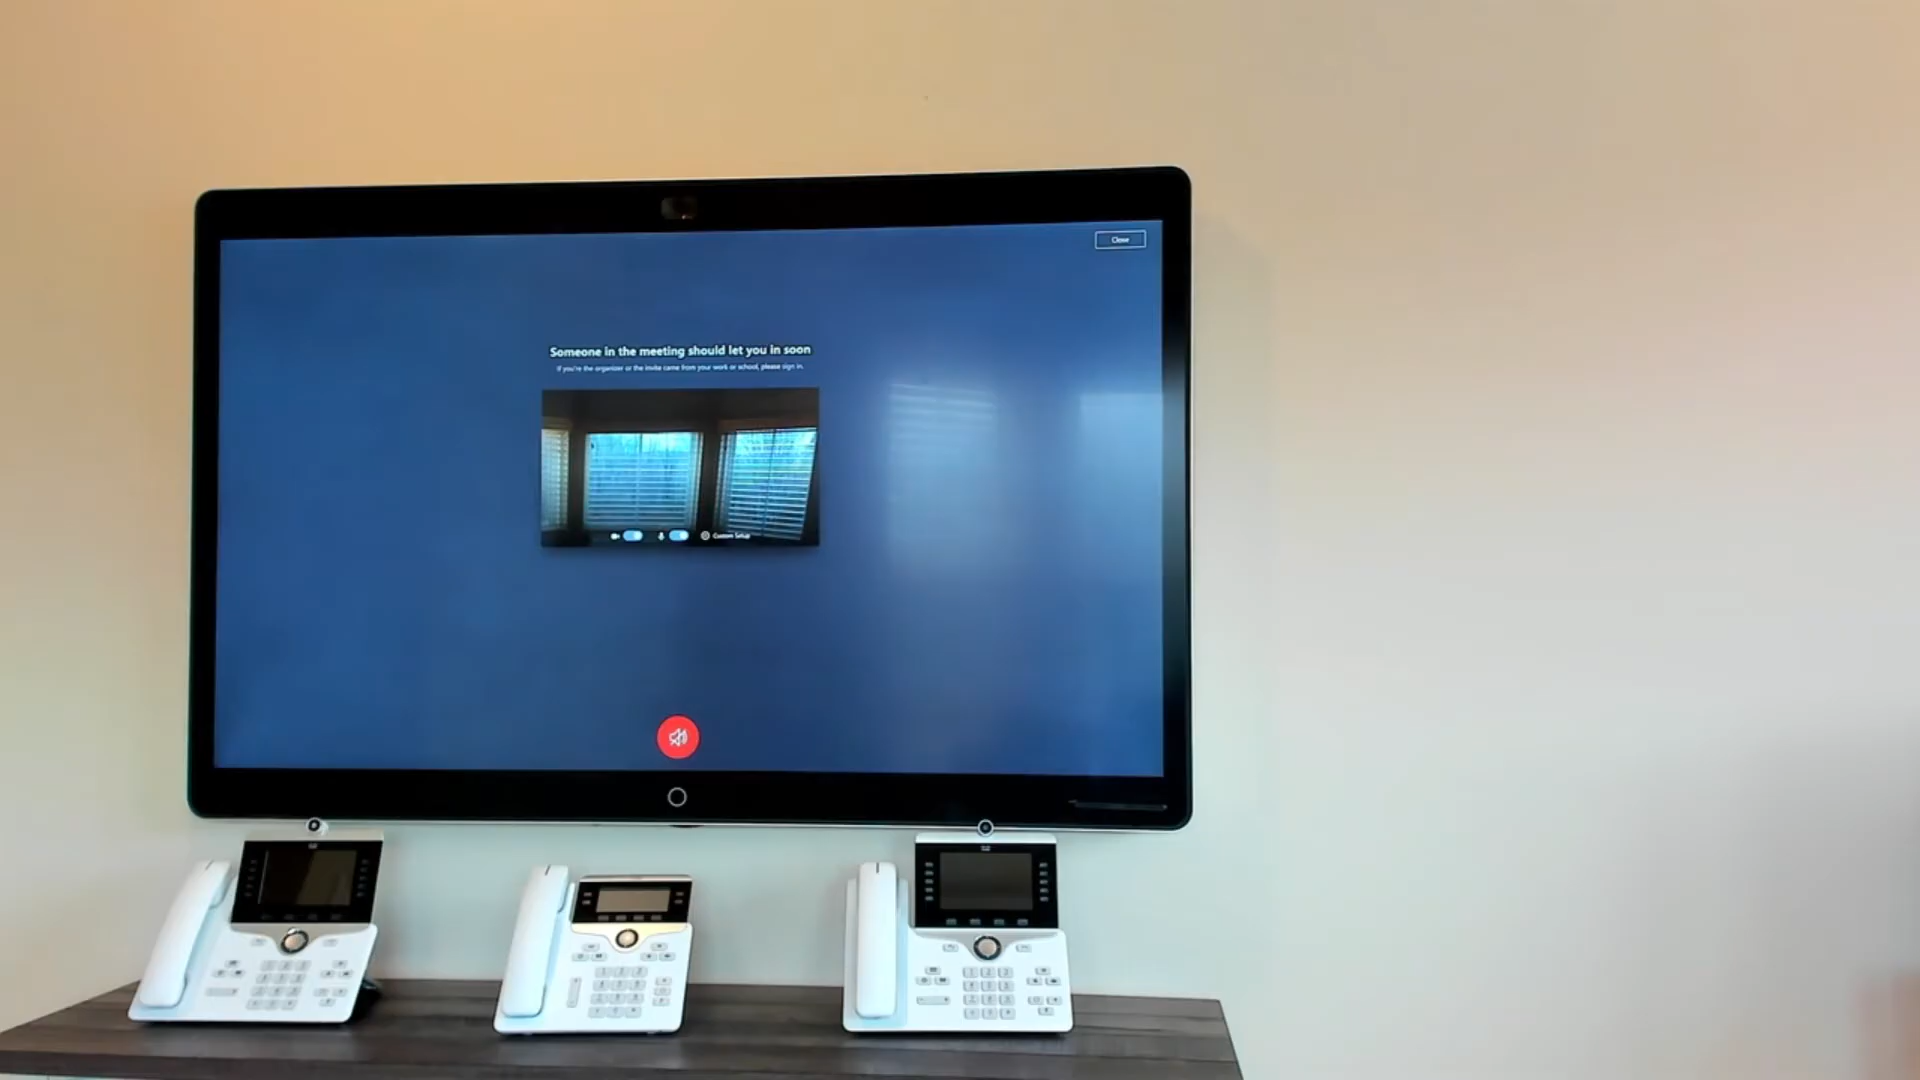 Close
Someone in the meeting should let you in soon
If you're the organizer or the invite came from your work or school, please sign in.
Custom Setup